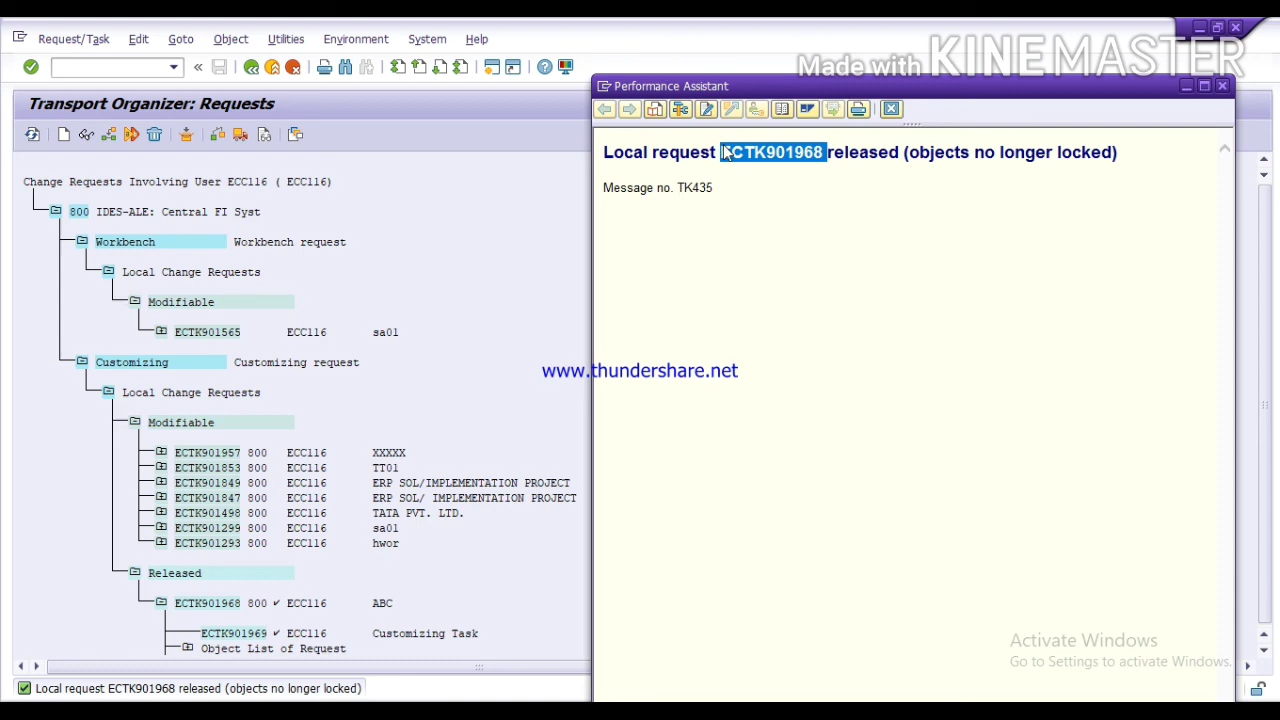 Request/Task Edit Goto Object Utilities Environment System Help
Made with KINEMASTER
Performance Assistant
Transport Organizer: Requests
Local request ECTK901968 released (objects no longer locked)
Message no. TK435
Change Requests Involving User ECC116 ( ECC116)
800 IDES-ALE: Central FI Syst
Workbench Workbench request
Local Change Requests
Modifiable
ECTK901565 ECC116 sa01
Customizing Customizing request
www.thundershare.net
Local Change Requests
Modifiable
ECTK901957 800 ECC116 XXXXX
ECTK901853 800 ECC116 TT01
ECTK901849 800 ECC116 ERP SOL/IMPLEMENTATION PROJECT
ECTK901847 800 ECC116 ERP SOL/ IMPLEMENTATION PROJECT
ECTK901498 800 ECC116 TATA PVT. LTD.
ECTK901299 800 ECC116 sa01
ECTK901293 800 ECC116 hwor
Released
ECTK901968 800 ✓ ECC116 ABC
ECTK901969 ✓ ECC116 Customizing Task
Object List of Request
Activate Windows
Go to Settings to activate Windows.
Local request ECTK901968 released (objects no longer locked)